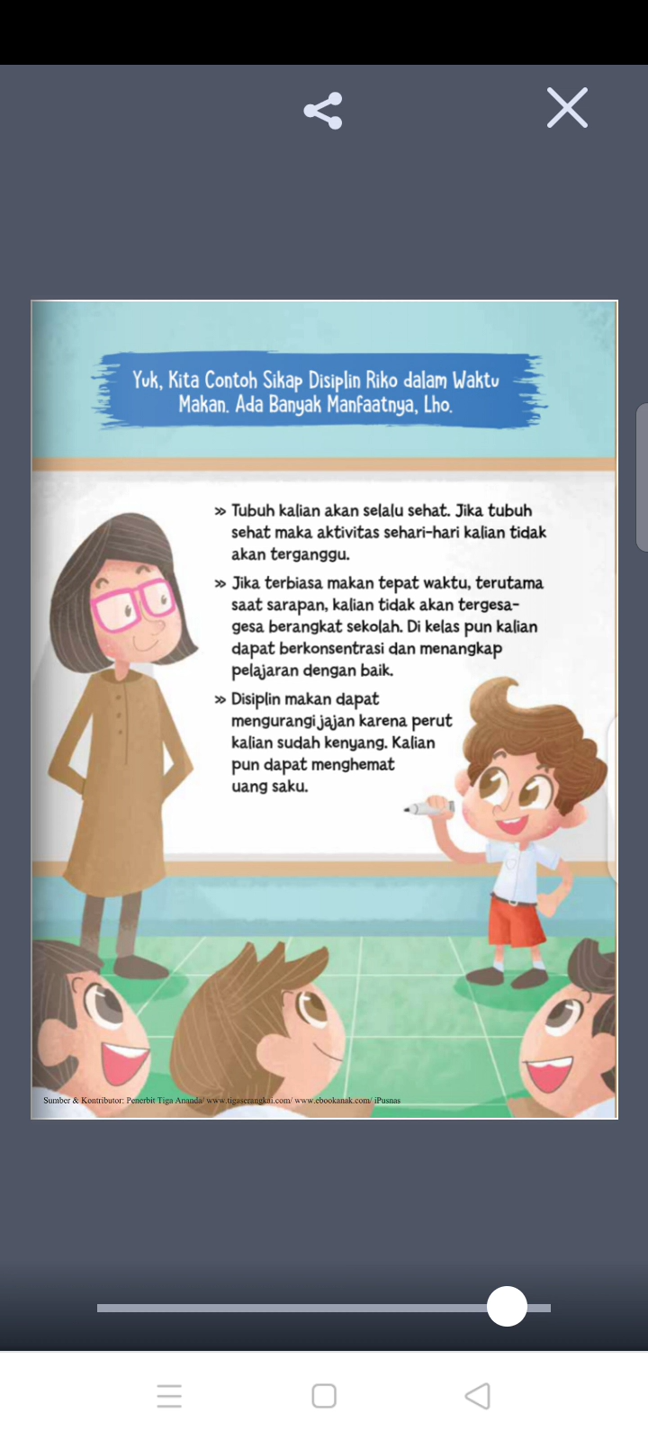 Yuk, Kita Contoh Sikap Disiplin Riko dalam Waktu
Makan. Ada Banyak Manfaatnya, Lho.
» Tubuh kalian akan selalu sehat. Jika tubuh
sehat maka aktivitas sehari-hari kalian tidak
akan terganggu.
» Jika terbiasa makan tepat waktu, terutama
saat sarapan, kalian tidak akan tergesa-
gesa berangkat sekolah. Di kelas pun kalian
dapat berkonsentrasi dan menangkap
pelajaran dengan baik.
» Disiplin makan dapat
mengurangi jajan karena perut
kalian sudah kenyang. Kalian
pun dapat menghemat
uang saku.
Sumber & Kontributor: Penerbit Tiga Ananda/ www.tigaserangkai.com/ www.ebookanak.com/ iPusnas